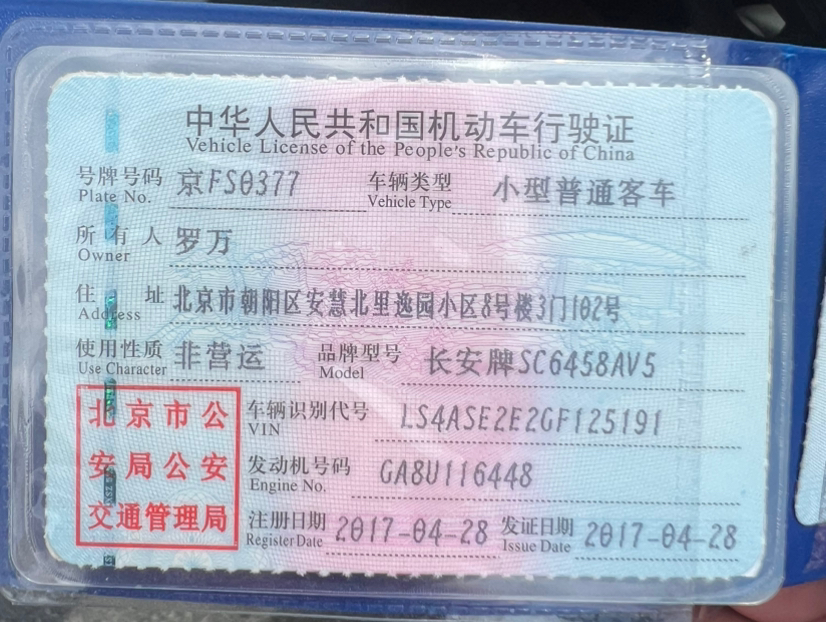 中华人民共和国机动车行驶证
Vehicle License of the People's Republic of China
号牌号码 京FS0377 车辆类型 小型普通客车
Plate No. Vehicle Type
所有人 罗万
Owner
住址 北京市朝阳区安慧北里逸园小区8号楼3门102号
Address
使用性质 非营运 品牌型号 长安牌SC6458AV5
Use Character Model
北京市公
安局公安
交通管理局
车辆识别代号 LS4ASE2E2GF125191
VIN
发动机号码 GA8U116448
Engine No.
注册日期 2017-04-28 发证日期 2017-04-28
Register Date Issue Date